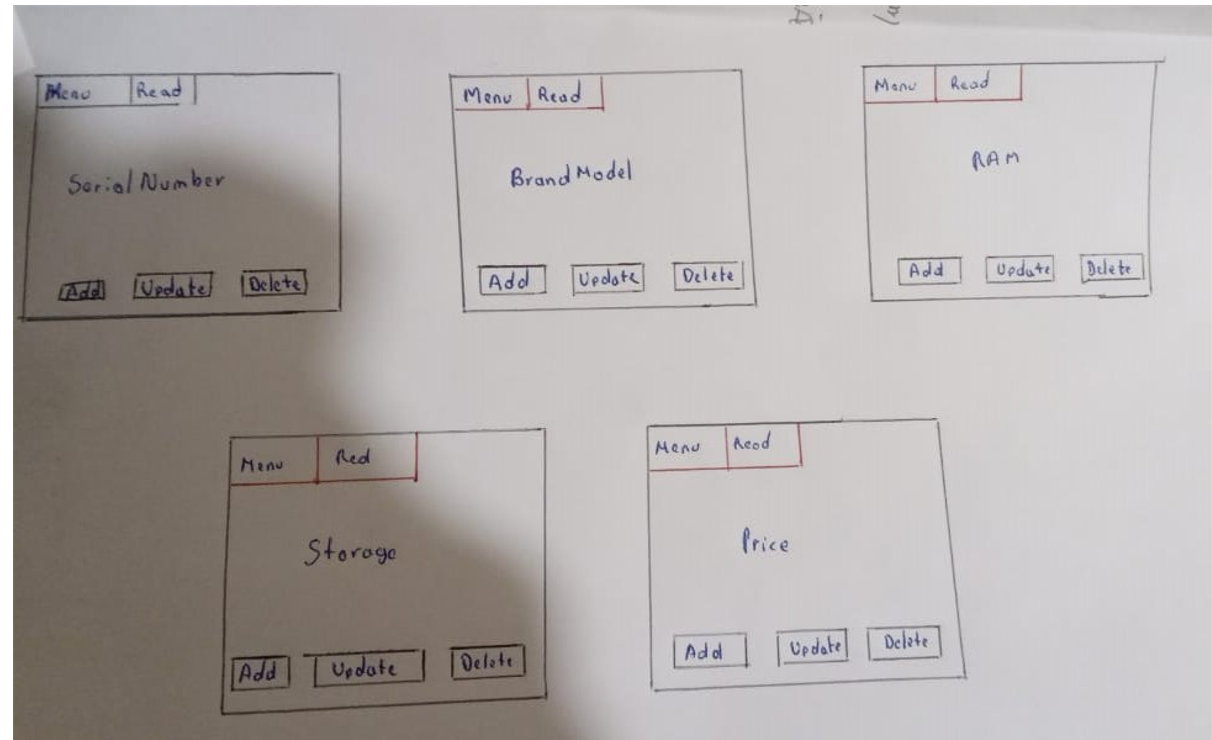 Menu Read
Serial Number
Add Update Delete
Menu Read
Brand Model
Add Update Delete
Menu Read
RAM
Add Update Delete
Menu Red
Storage
Add Update Delete
Menu Read
Price
Add Update Delete